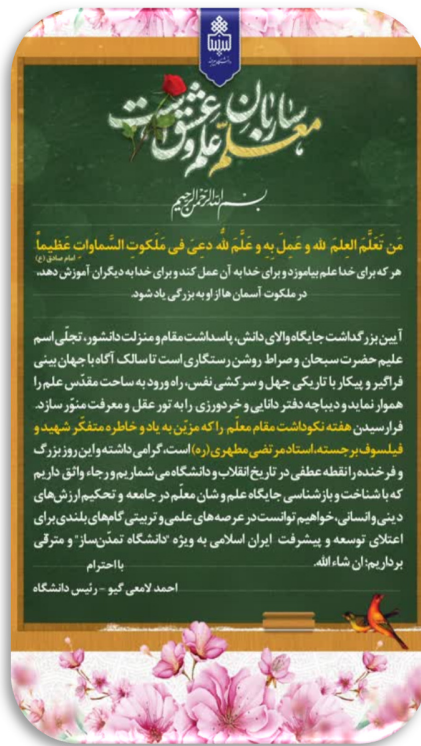 معلّم ساربانِ علم و عشق است
بسم الله الرحمن الرحیم
مَن تَعَلَّمَ العِلمَ لله و عَمِلَ بِهِ و عَلَّمَ لله دعِیَ فی مَلَکوتِ السَّماواتِ عَظیماً
امام صادق (ع)
هر که برای خدا علم بیاموزد و برای خدا به آن عمل کند و برای خدا به دیگران آموزش دهد،
در ملکوت آسمان ها از او به بزرگی یاد شود.
آیین بزرگداشت جایگاه والای دانش، پاسداشت مقام و منزلت دانشور، تجلّی اسم
علیم حضرت سبحان و صراط روشن رستگاری است تا سالک آگاه با جهان بینی
فراگیر و پیکار با تاریکی جهل و سرکشی نفس، راه ورود به ساحت مقدّس علم را
هموار نماید و دیباچه دفتر دانایی و خردورزی را به نور عقل و معرفت منوّر سازد.
فرارسیدن هفته نکوداشت مقام معلّم را که مزیّن به یاد و خاطره متفکّر شهید و
فیلسوف برجسته، استاد مرتضی مطهری(ره) است، گرامی داشته و این روز بزرگ
و فرخنده را نقطه عطفی در تاریخ انقلاب و دانشگاه می شماریم و رجاء واثق داریم
که با شناخت و بازشناسی جایگاه علم و شان معلّم در جامعه و تحکیم ارزش‌های
دینی و انسانی، خواهیم توانست در عرصه‌های علمی و تربیتی گام‌های بلندی برای
اعتلای توسعه و پیشرفت ایران اسلامی به ویژه "دانشگاه تمدّن‌ساز" و مترقی
برداریم؛ ان شاءالله.
با احترام
احمد لامعی گیو - رئیس دانشگاه